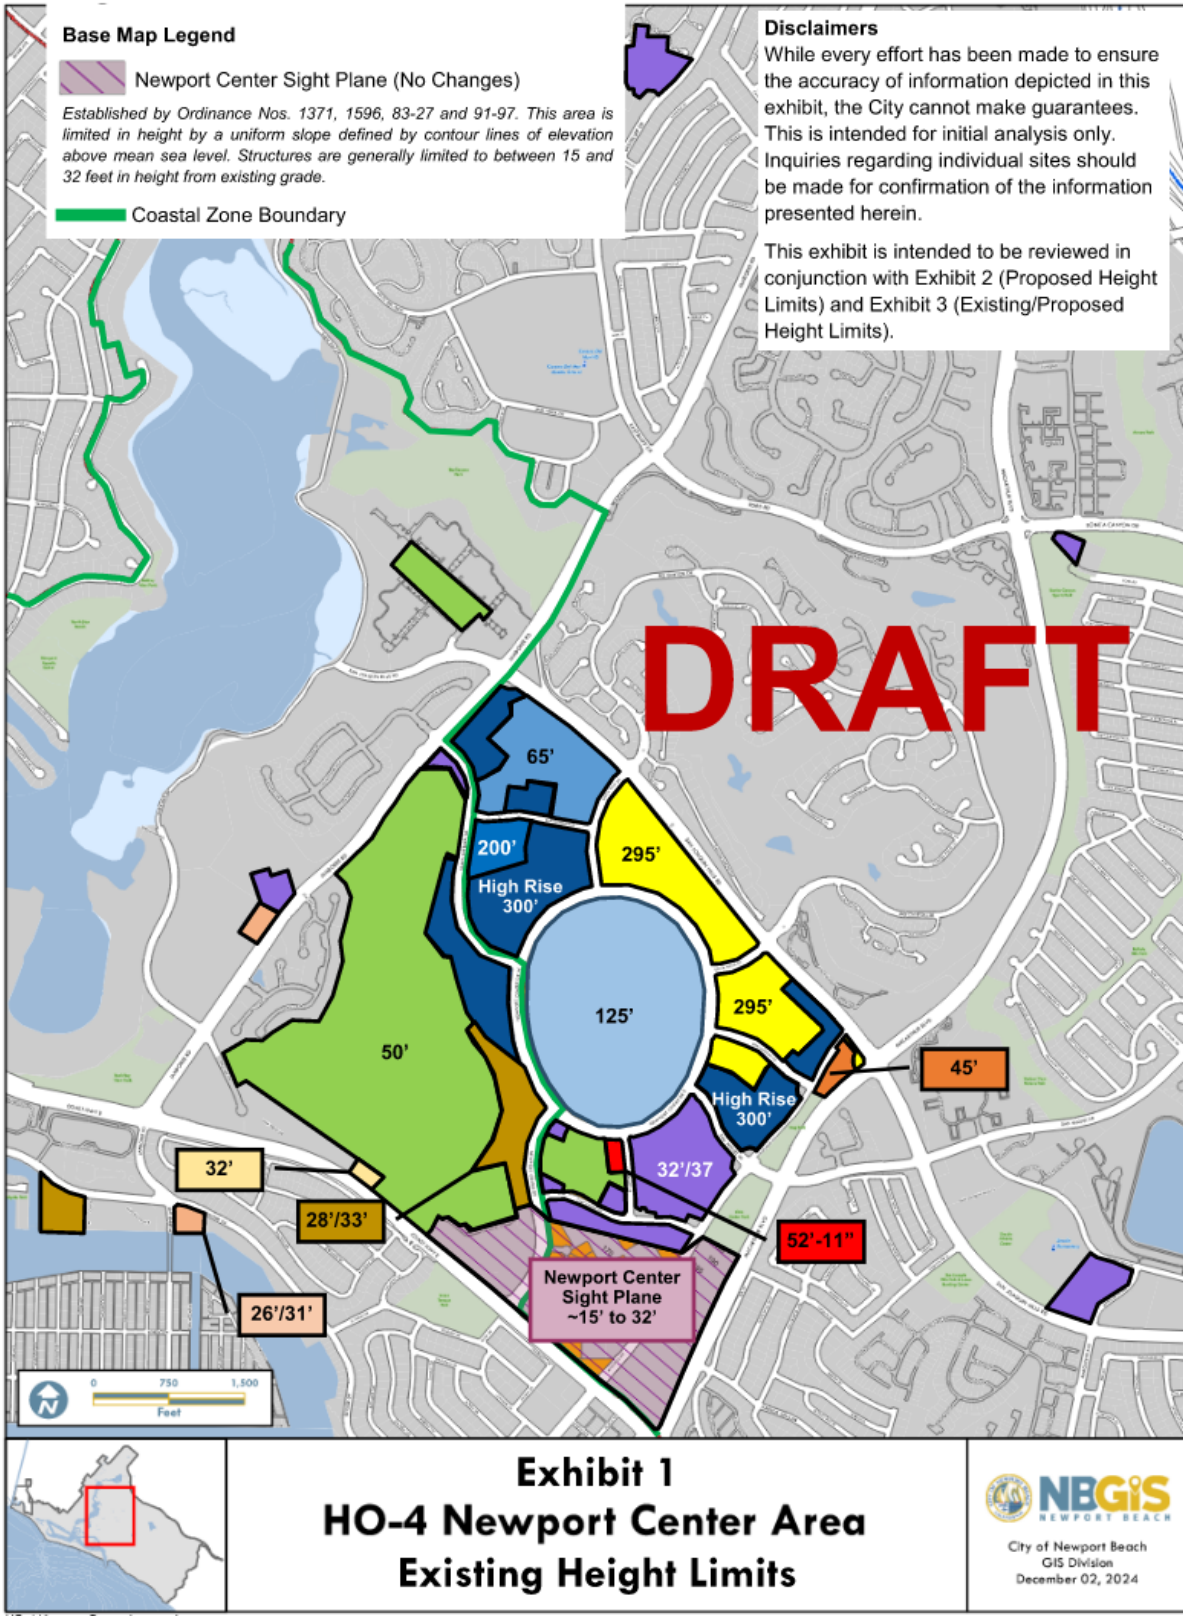 Base Map Legend
Newport Center Sight Plane (No Changes)
Established by Ordinance Nos. 1371, 1596, 83-27 and 91-97. This area is
limited in height by a uniform slope defined by contour lines of elevation
above mean sea level. Structures are generally limited to between 15 and
32 feet in height from existing grade.
Coastal Zone Boundary
Disclaimers
While every effort has been made to ensure
the accuracy of information depicted in this
exhibit, the City cannot make guarantees.
This is intended for initial analysis only.
Inquiries regarding individual sites should
be made for confirmation of the information
presented herein.
This exhibit is intended to be reviewed in
conjunction with Exhibit 2 (Proposed Height
Limits) and Exhibit 3 (Existing/Proposed
Height Limits).
DRAFT
65'
200'
High Rise
300'
295'
125'
295'
50'
45'
High Rise
300'
32'
32'/37
28'/33'
52'-11"
Newport Center
Sight Plane
~15' to 32'
26'/31'
N
0 750 1,500
Feet
Exhibit 1
HO-4 Newport Center Area
Existing Height Limits
NBGIS
NEWPORT BEACH
City of Newport Beach
GIS Division
December 02, 2024